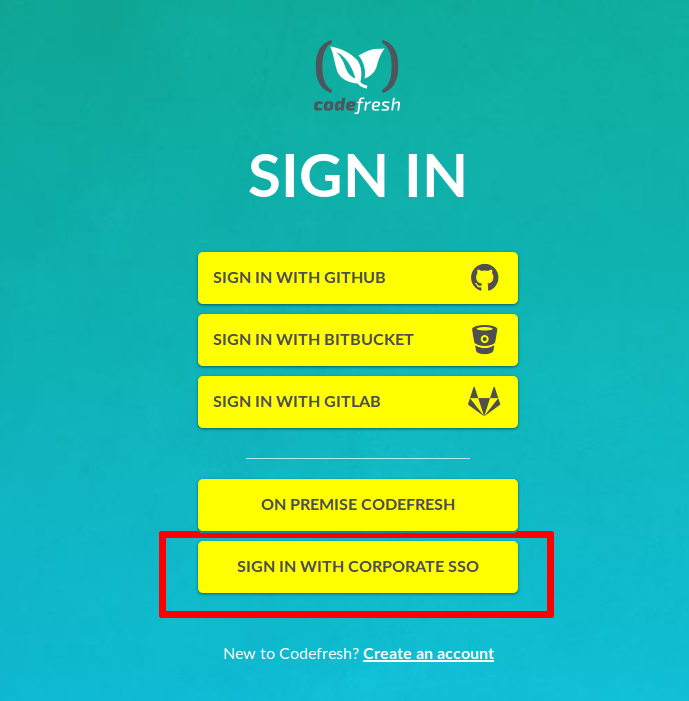 codefresh
SIGN IN
SIGN IN WITH GITHUB
SIGN IN WITH BITBUCKET
SIGN IN WITH GITLAB
ON PREMISE CODEFRESH
SIGN IN WITH CORPORATE SSO
New to Codefresh? Create an account